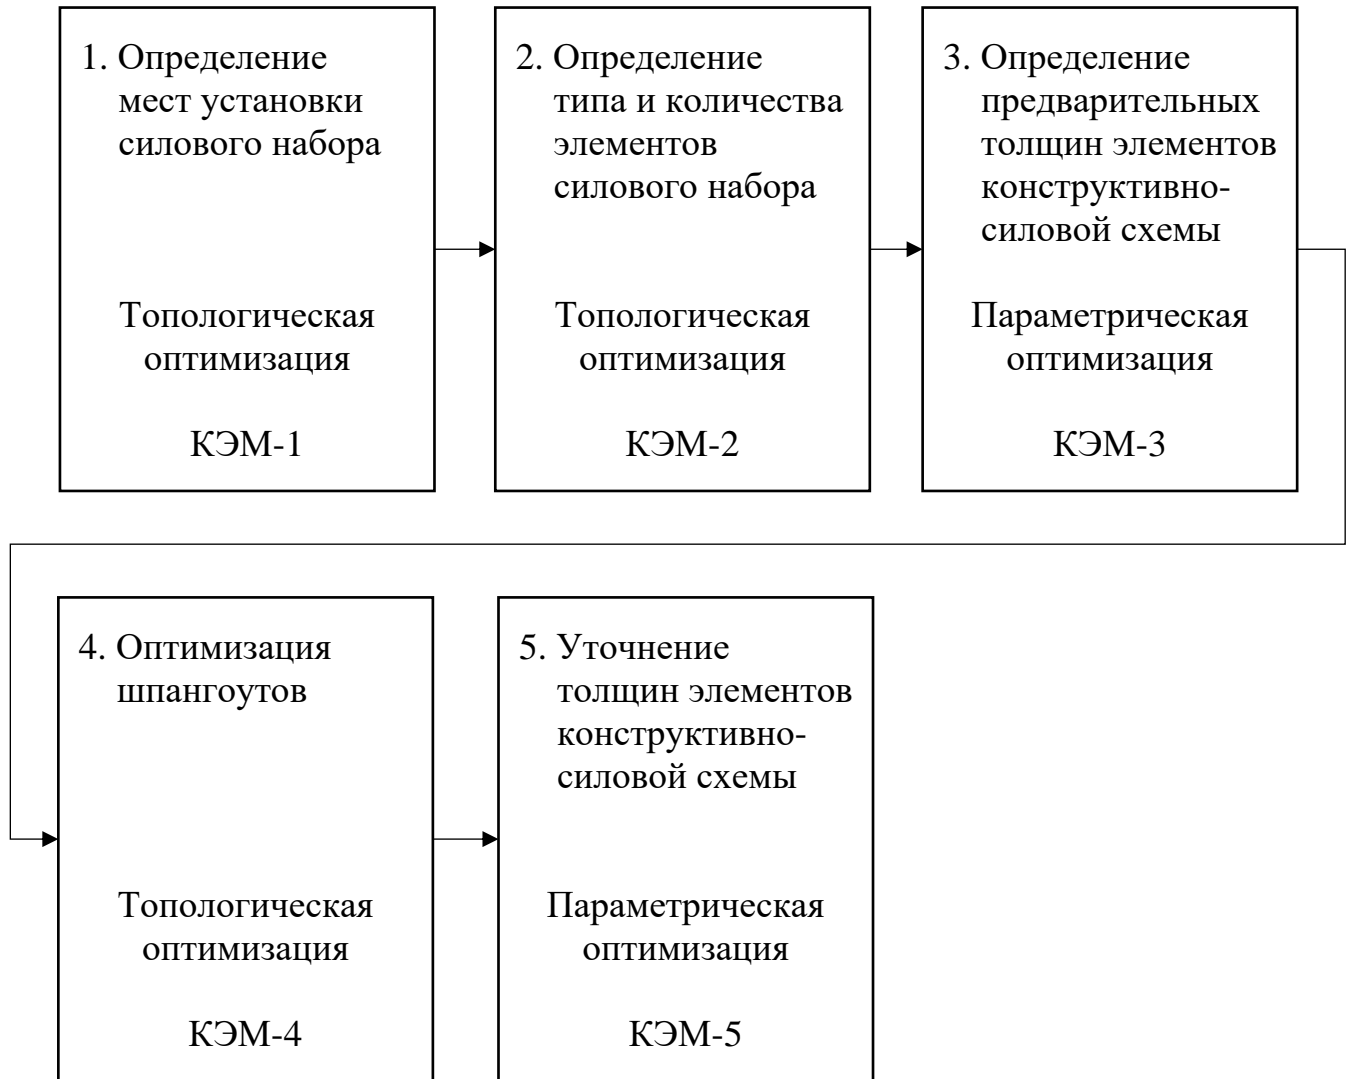 1. Определение
мест установки
силового набора
Топологическая
оптимизация
КЭМ-1
2. Определение
типа и количества
элементов
силового набора
Топологическая
оптимизация
КЭМ-2
3. Определение
предварительных
толщин элементов
конструктивно-
силовой схемы
Параметрическая
оптимизация
КЭМ-3
4. Оптимизация
шпангоутов
Топологическая
оптимизация
КЭМ-4
5. Уточнение
толщин элементов
конструктивно-
силовой схемы
Параметрическая
оптимизация
КЭМ-5